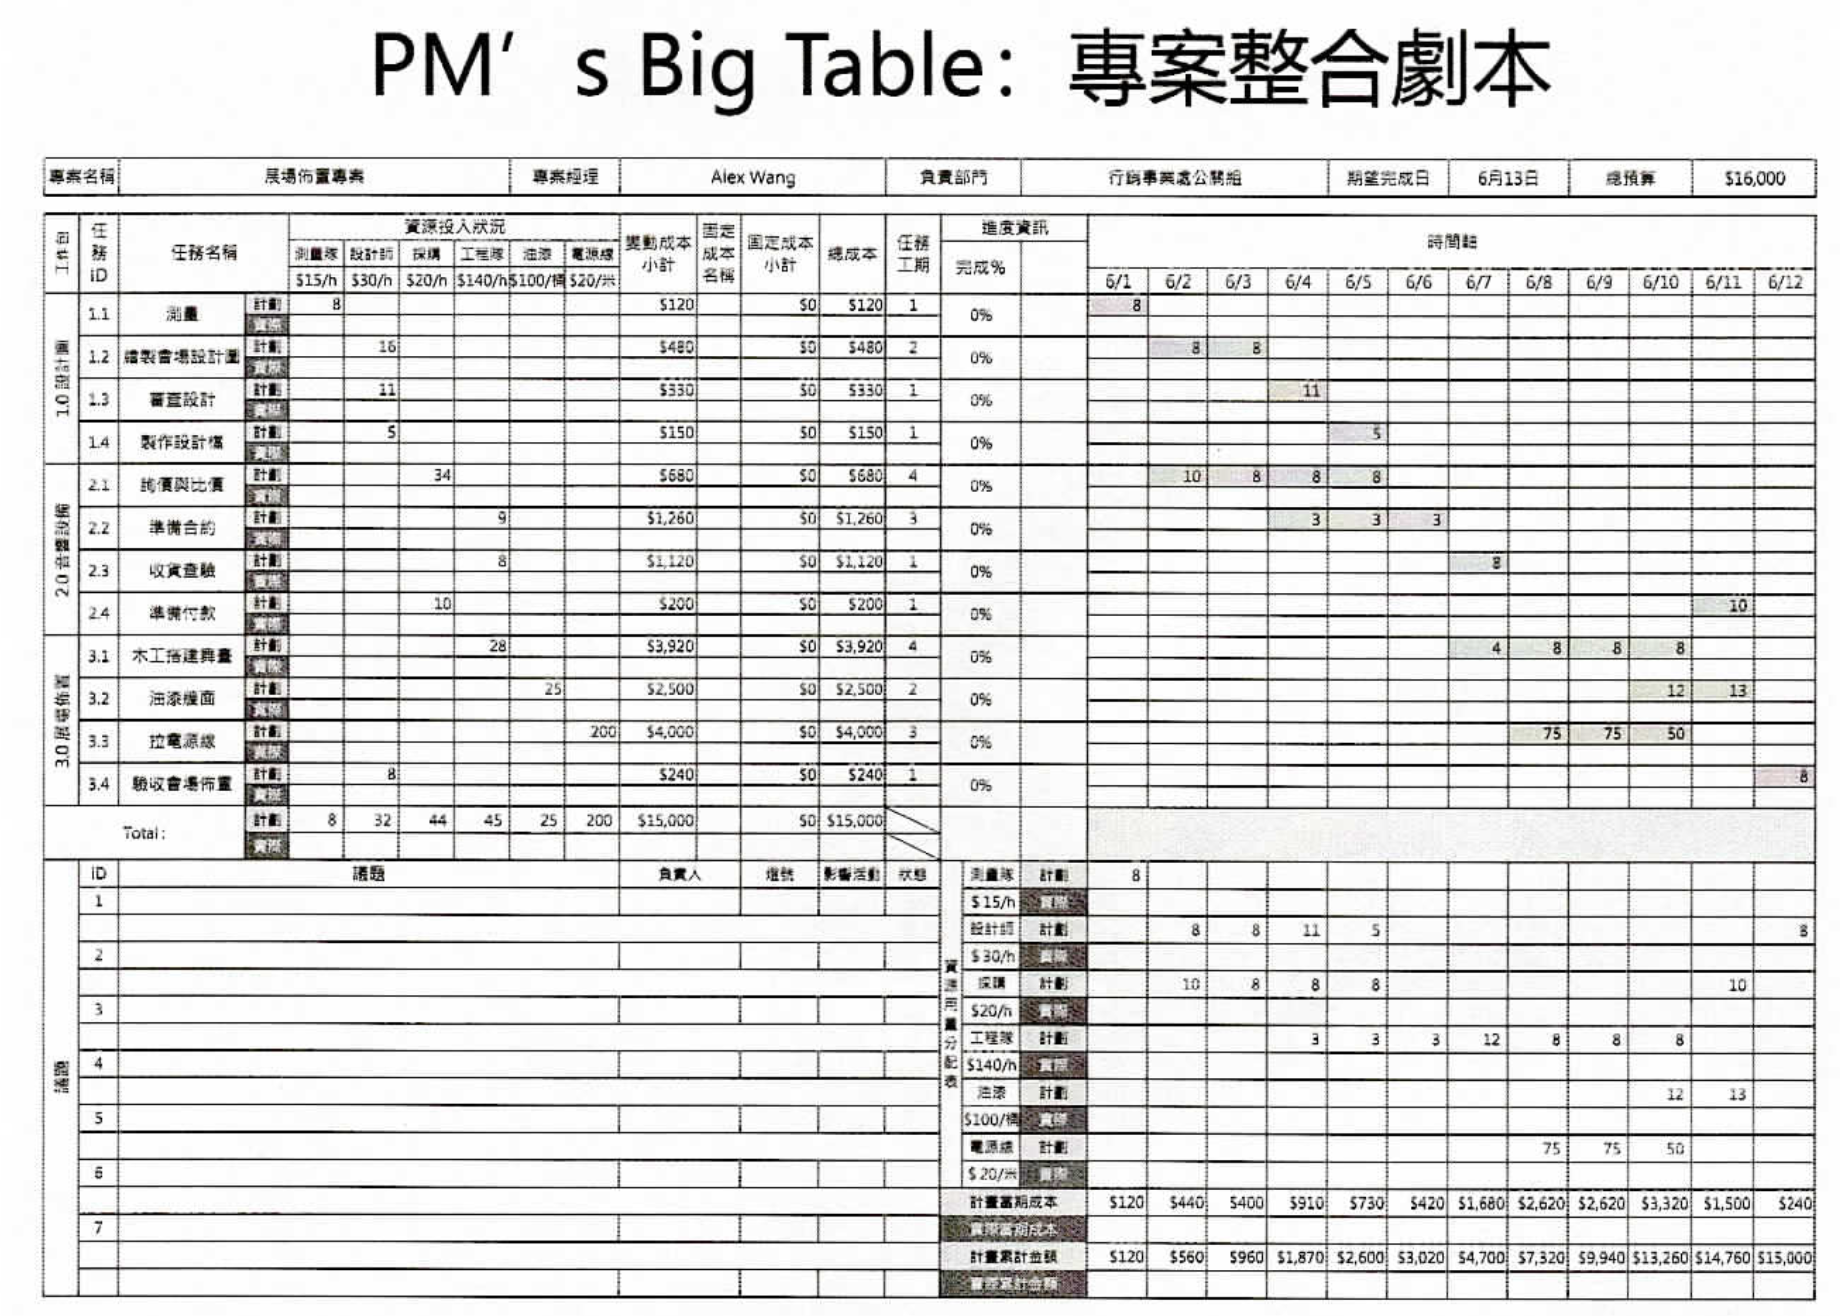 PM's Big Table：專案整合劇本
專案名稱 展場佈置專案 專案經理 Alex Wang 負責部門 行銷事業處公關組 期望完成日 6月13日 總預算 $16,000
工作包 任務ID 任務名稱 資源投入狀況 變動成本小計 固定成本名稱 固定成本小計 總成本 任務工期 進度資訊 時間軸
測量隊 設計師 採購 工程隊 油漆 電源線 完成%
$15/h $30/h $20/h $140/h $100/桶 $20/米 6/1 6/2 6/3 6/4 6/5 6/6 6/7 6/8 6/9 6/10 6/11 6/12
1.0 設計圖
1.1 測量 計劃 8 $120 $0 $120 1 0% 8
實際
1.2 繪製會場設計圖 計劃 16 $480 $0 $480 2 0% 8 8
實際
1.3 審查設計 計劃 11 $330 $0 $330 1 0% 11
實際
1.4 製作設計檔 計劃 5 $150 $0 $150 1 0% 5
實際
2.0 音響設備
2.1 詢價與比價 計劃 34 $680 $0 $680 4 0% 10 8 8 8
實際
2.2 準備合約 計劃 9 $1,260 $0 $1,260 3 0% 3 3 3
實際
2.3 收貨查驗 計劃 8 $1,120 $0 $1,120 1 0% 8
實際
2.4 準備付款 計劃 10 $200 $0 $200 1 0% 10
實際
3.0 展場佈置
3.1 木工搭建舞臺 計劃 28 $3,920 $0 $3,920 4 0% 4 8 8 8
實際
3.2 油漆牆面 計劃 25 $2,500 $0 $2,500 2 0% 12 13
實際
3.3 拉電源線 計劃 200 $4,000 $0 $4,000 3 0% 75 75 50
實際
3.4 驗收會場佈置 計劃 8 $240 $0 $240 1 0% 8
實際
Total: 計劃 8 32 44 45 25 200 $15,000 $0 $15,000
實際
議題
ID 議題 負責人 燈號 影響活動 狀態
1
2
3
4
5
6
7
資源用量分配表
測量隊 計劃 8
$15/h 實際
設計師 計劃 8 8 11 5 8
$30/h 實際
採購 計劃 10 8 8 8 10
$20/h 實際
工程隊 計劃 3 3 3 12 8 8 8
$140/h 實際
油漆 計劃 12 13
$100/桶 實際
電源線 計劃 75 75 50
$20/米 實際
計畫當期成本 $120 $440 $400 $910 $730 $420 $1,680 $2,620 $2,620 $3,320 $1,500 $240
實際當期成本
計畫累計金額 $120 $560 $960 $1,870 $2,600 $3,020 $4,700 $7,320 $9,940 $13,260 $14,760 $15,000
實際累計金額